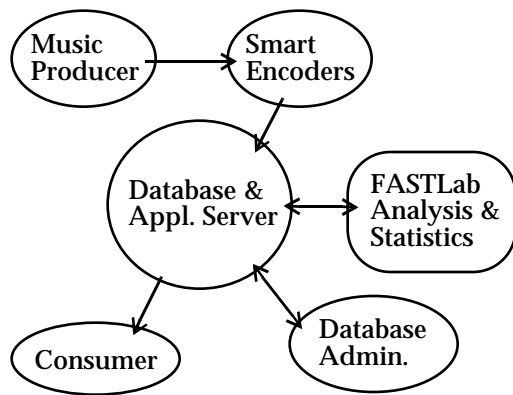 Music
Producer
Smart
Encoders
Database &
Appl. Server
FASTLab
Analysis &
Statistics
Consumer
Database
Admin.